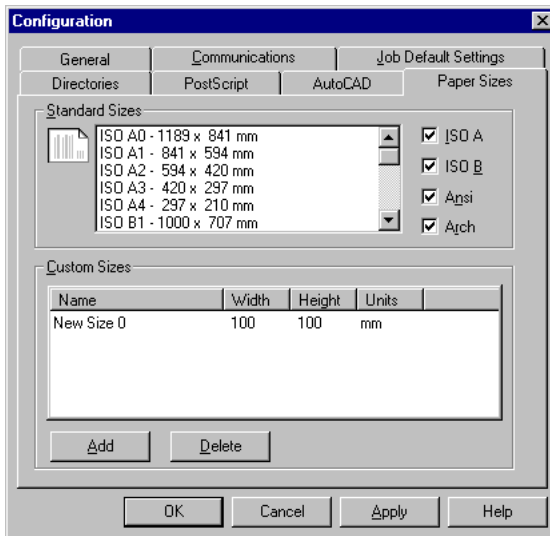 Configuration
General Communications Job Default Settings
Directories PostScript AutoCAD Paper Sizes
Standard Sizes
ISO A0 - 1189 x 841 mm
ISO A1 - 841 x 594 mm
ISO A2 - 594 x 420 mm
ISO A3 - 420 x 297 mm
ISO A4 - 297 x 210 mm
ISO B1 - 1000 x 707 mm
ISO A
ISO B
Ansi
Arch
Custom Sizes
Name Width Height Units
New Size 0 100 100 mm
Add Delete
OK Cancel Apply Help